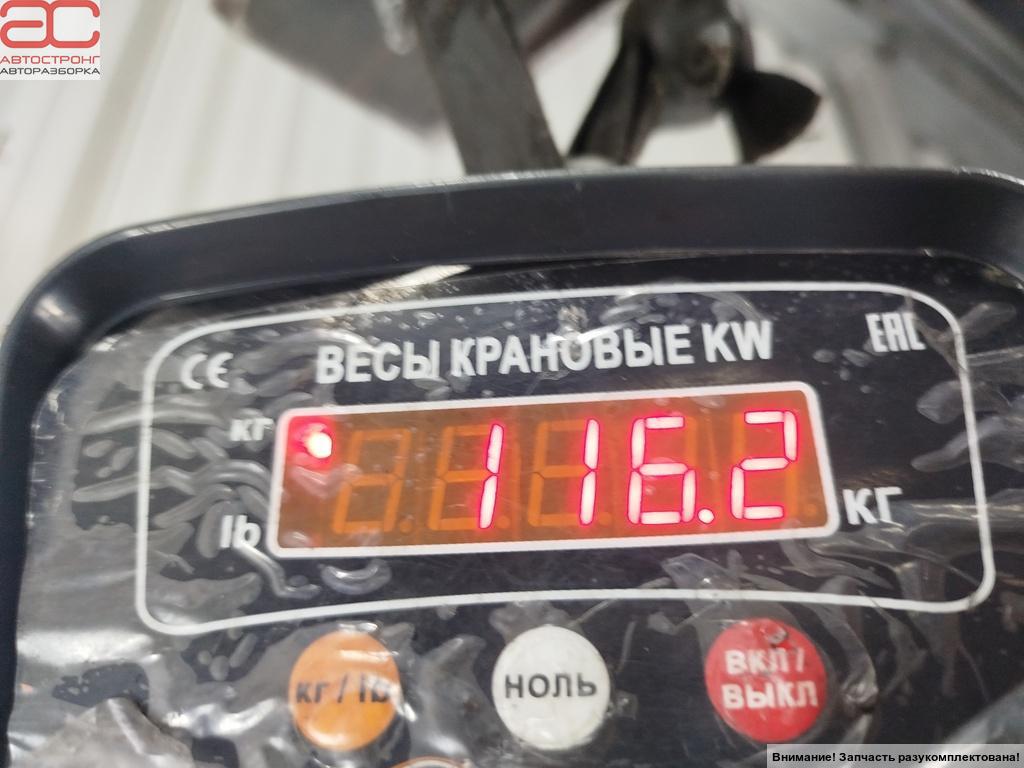 ас
АВТОСТРОНГ
АВТОРАЗБОРКА
CE
ВЕСЫ КРАНОВЫЕ KW
EAC
кг
116.2
lb
кг
кг / lb
НОЛЬ
ВКЛ /
ВЫКЛ
Внимание! Запчасть разукомплектована!